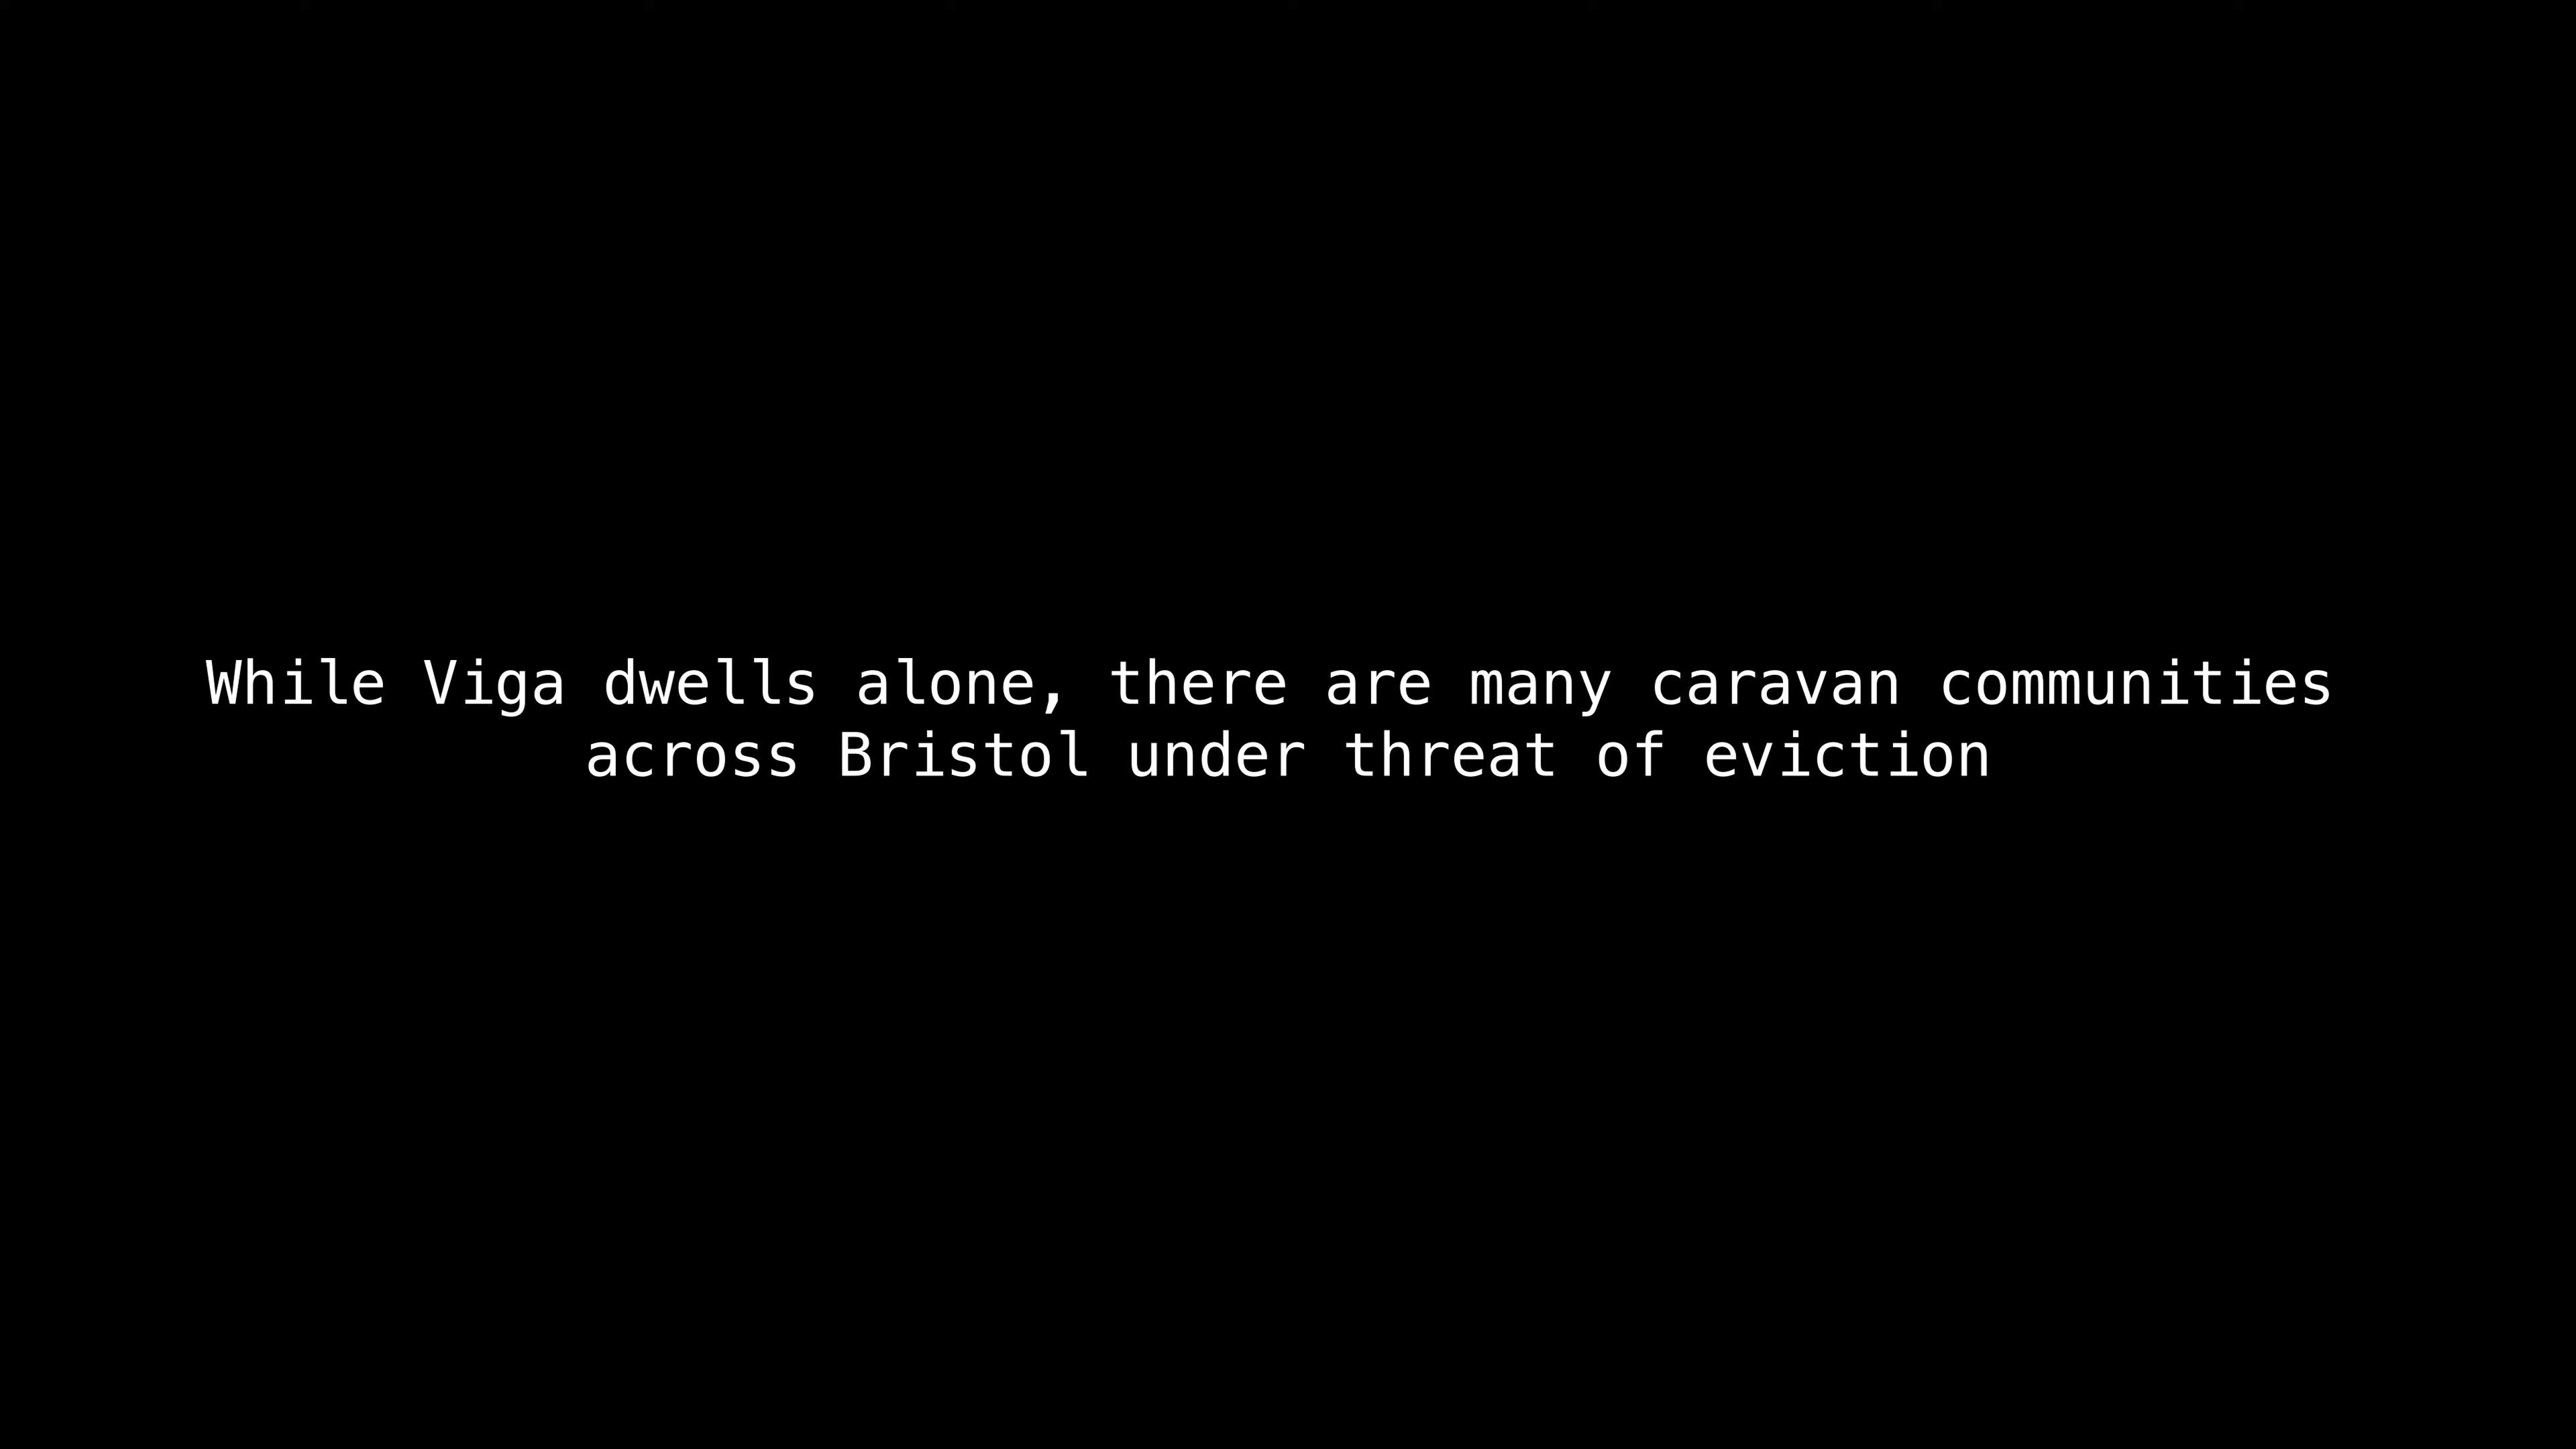 While Viga dwells alone, there are many caravan communities
across Bristol under threat of eviction